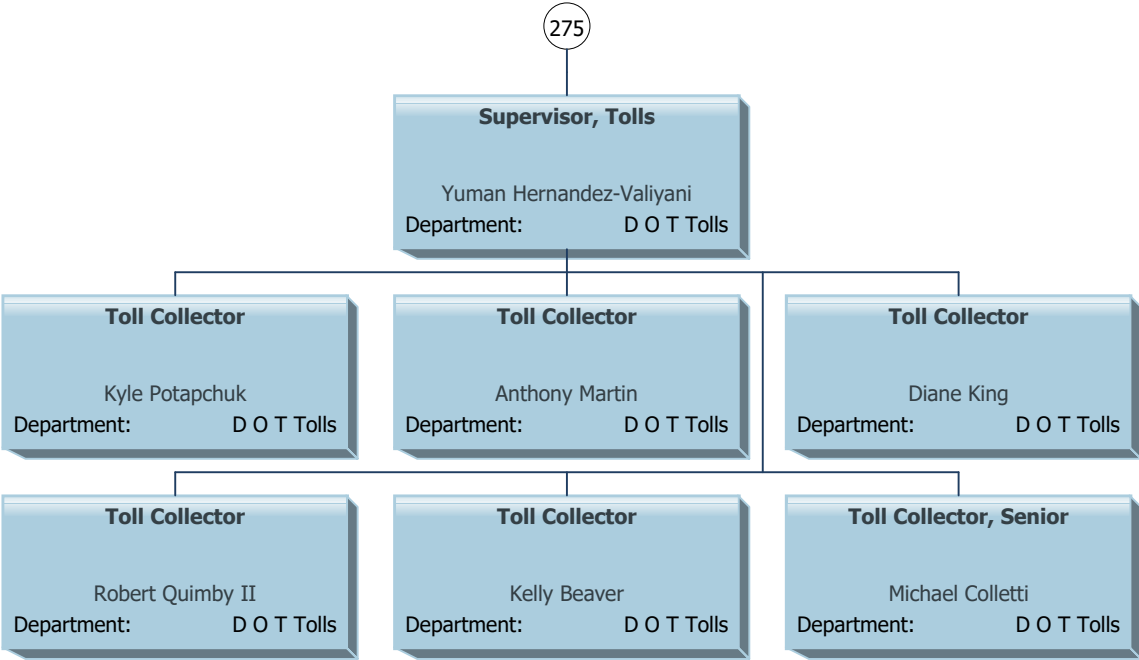 275
Supervisor, Tolls
Yuman Hernandez-Valiyani
Department: D O T Tolls
Toll Collector
Kyle Potapchuk
Department: D O T Tolls
Toll Collector
Anthony Martin
Department: D O T Tolls
Toll Collector
Diane King
Department: D O T Tolls
Toll Collector
Robert Quimby II
Department: D O T Tolls
Toll Collector
Kelly Beaver
Department: D O T Tolls
Toll Collector, Senior
Michael Colletti
Department: D O T Tolls